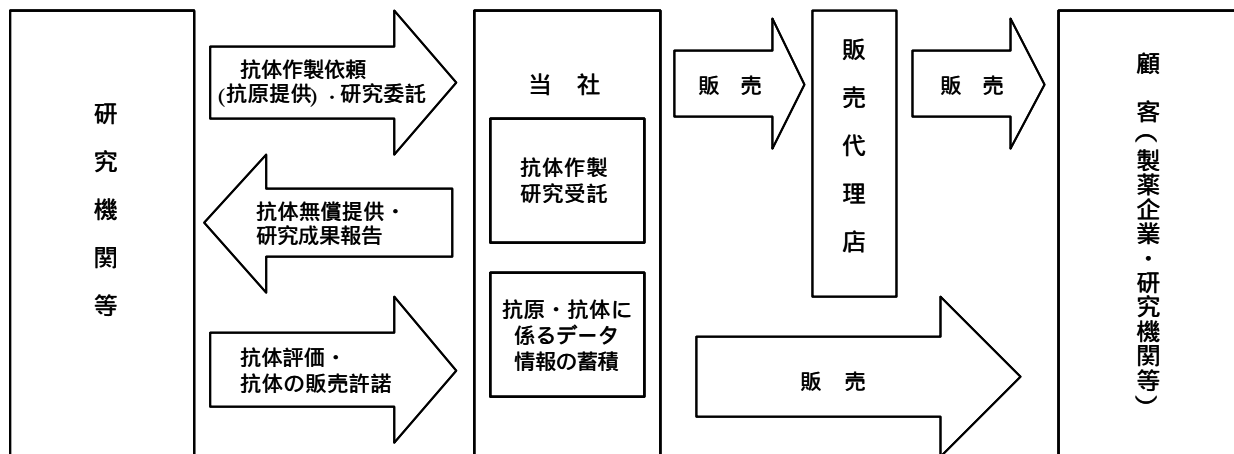 研究機関等
抗体作製依頼
(抗原提供)・研究委託
抗体無償提供・
研究成果報告
抗体評価・
抗体の販売許諾
当 社
抗体作製
研究受託
抗原・抗体に
係るデータ
情報の蓄積
販 売
販売代理店
販 売
販 売
顧 客(製薬企業・研究機関等)